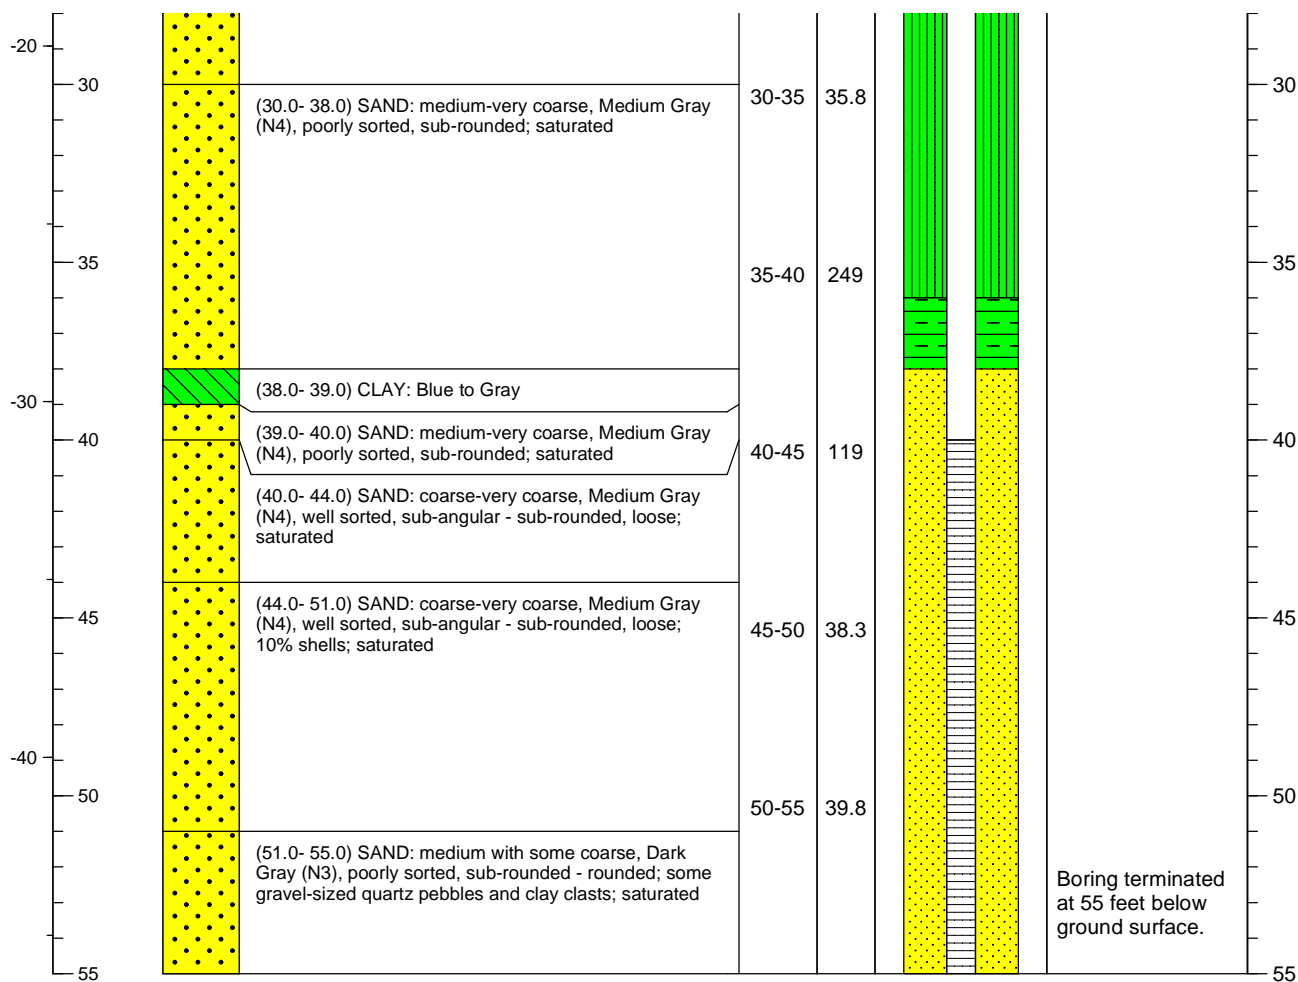 -20
30
(30.0- 38.0) SAND: medium-very coarse, Medium Gray
(N4), poorly sorted, sub-rounded; saturated
30-35
35.8
30
35
35-40
249
35
(38.0- 39.0) CLAY: Blue to Gray
-30
40
(39.0- 40.0) SAND: medium-very coarse, Medium Gray
(N4), poorly sorted, sub-rounded; saturated
40-45
119
40
(40.0- 44.0) SAND: coarse-very coarse, Medium Gray
(N4), well sorted, sub-angular - sub-rounded, loose;
saturated
45
(44.0- 51.0) SAND: coarse-very coarse, Medium Gray
(N4), well sorted, sub-angular - sub-rounded, loose;
10% shells; saturated
45-50
38.3
45
-40
50
50-55
39.8
50
(51.0- 55.0) SAND: medium with some coarse, Dark
Gray (N3), poorly sorted, sub-rounded - rounded; some
gravel-sized quartz pebbles and clay clasts; saturated
Boring terminated
at 55 feet below
ground surface.
55
55